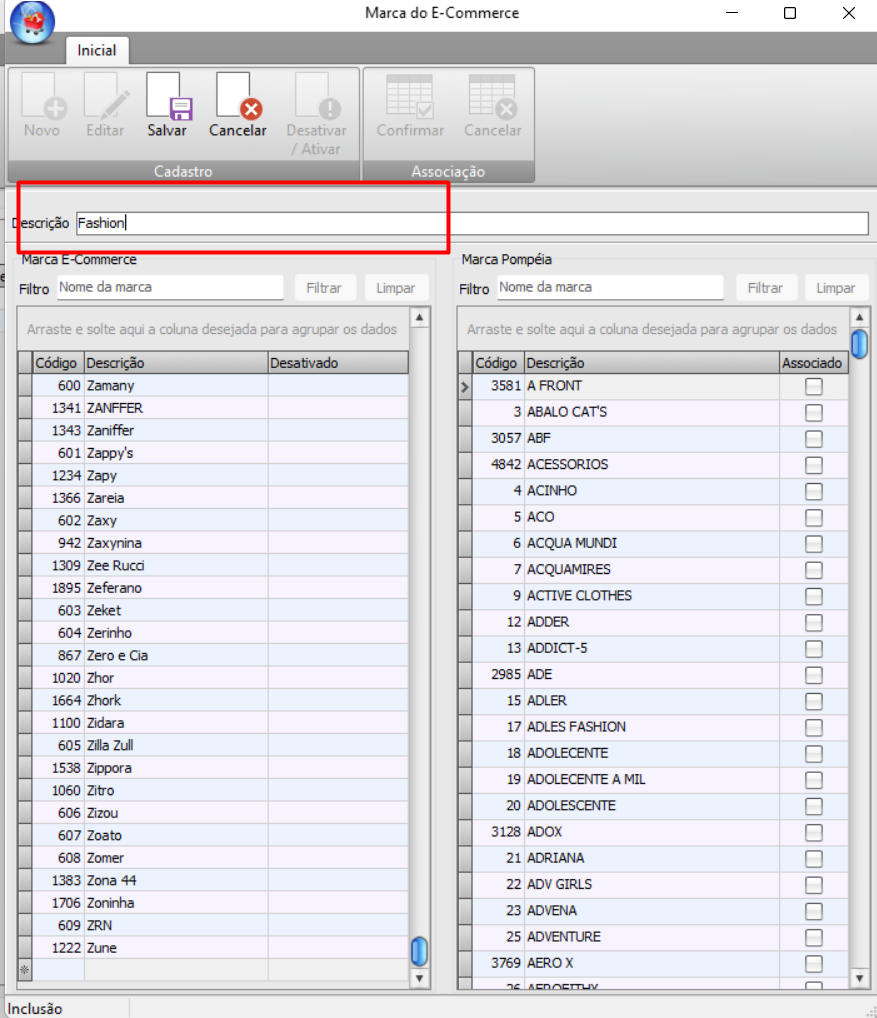 Marca do E-Commerce
Inicial
Novo Editar Salvar Cancelar Desativar / Ativar Confirmar Cancelar
Cadastro Associação
Descrição Fashion
Marca E-Commerce
Filtro Nome da marca Filtrar Limpar
Arraste e solte aqui a coluna desejada para agrupar os dados
Código Descrição Desativado
600 Zamany
1341 ZANFFER
1343 Zaniffer
601 Zappy's
1234 Zapy
1366 Zareia
602 Zaxy
942 Zaxynina
1309 Zee Rucci
1895 Zeferano
603 Zeket
604 Zerinho
867 Zero e Cia
1020 Zhor
1664 Zhork
1100 Zidara
605 Zilla Zull
1538 Zippora
1060 Zitro
606 Zizou
607 Zoato
608 Zomer
1383 Zona 44
1706 Zoninha
609 ZRN
1222 Zune
Marca Pompéia
Filtro Nome da marca Filtrar Limpar
Arraste e solte aqui a coluna desejada para agrupar os dados
Código Descrição Associado
3581 A FRONT
3 ABALO CAT'S
3057 ABF
4842 ACESSORIOS
4 ACINHO
5 ACO
6 ACQUA MUNDI
7 ACQUAMIRES
9 ACTIVE CLOTHES
12 ADDER
13 ADDICT-5
2985 ADE
15 ADLER
17 ADLES FASHION
18 ADOLECENTE
19 ADOLECENTE A MIL
20 ADOLESCENTE
3128 ADOX
21 ADRIANA
22 ADV GIRLS
23 ADVENA
25 ADVENTURE
3769 AERO X
Inclusão